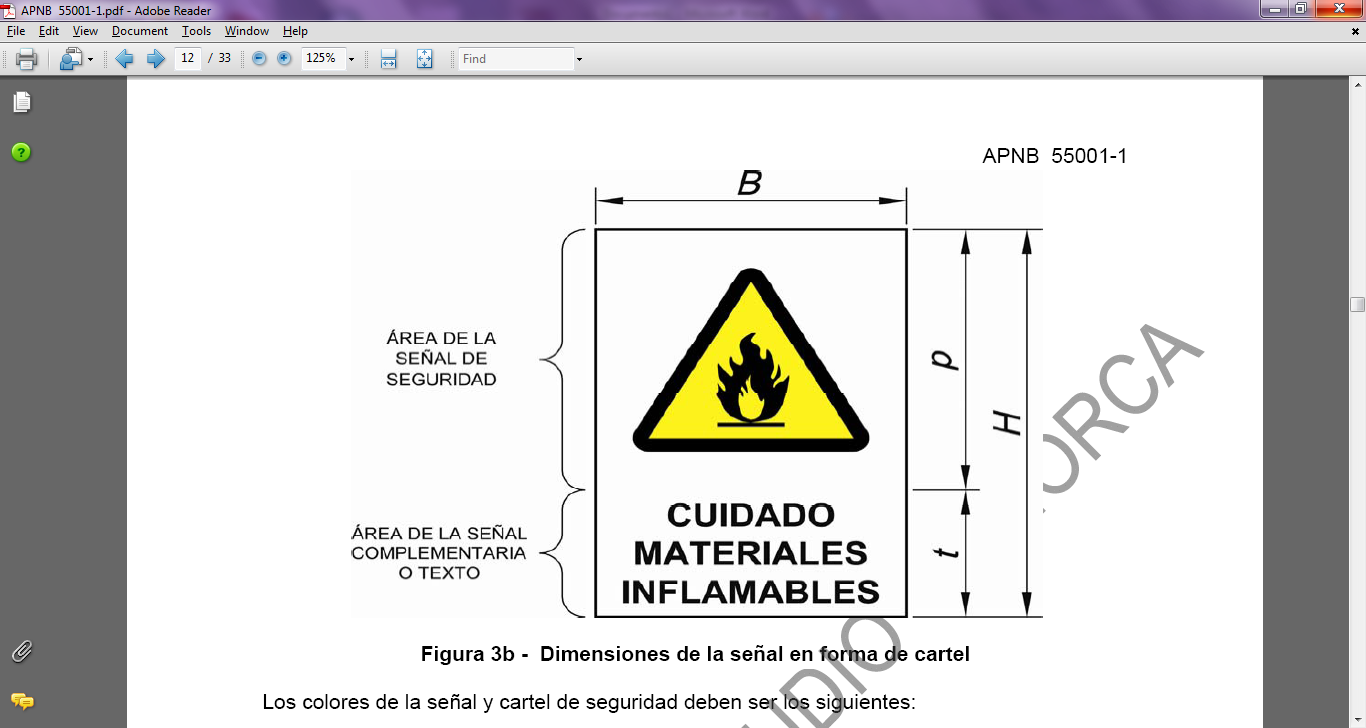 APNB 55001-1.pdf - Adobe Reader
File Edit View Document Tools Window Help
12 / 33 125% Find
APNB 55001-1
B
ÁREA DE LA
SEÑAL DE
SEGURIDAD
p
H
CUIDADO
MATERIALES
INFLAMABLES
ÁREA DE LA SEÑAL
COMPLEMENTARIA
O TEXTO
t
Figura 3b - Dimensiones de la señal en forma de cartel
Los colores de la señal y cartel de seguridad deben ser los siguientes: